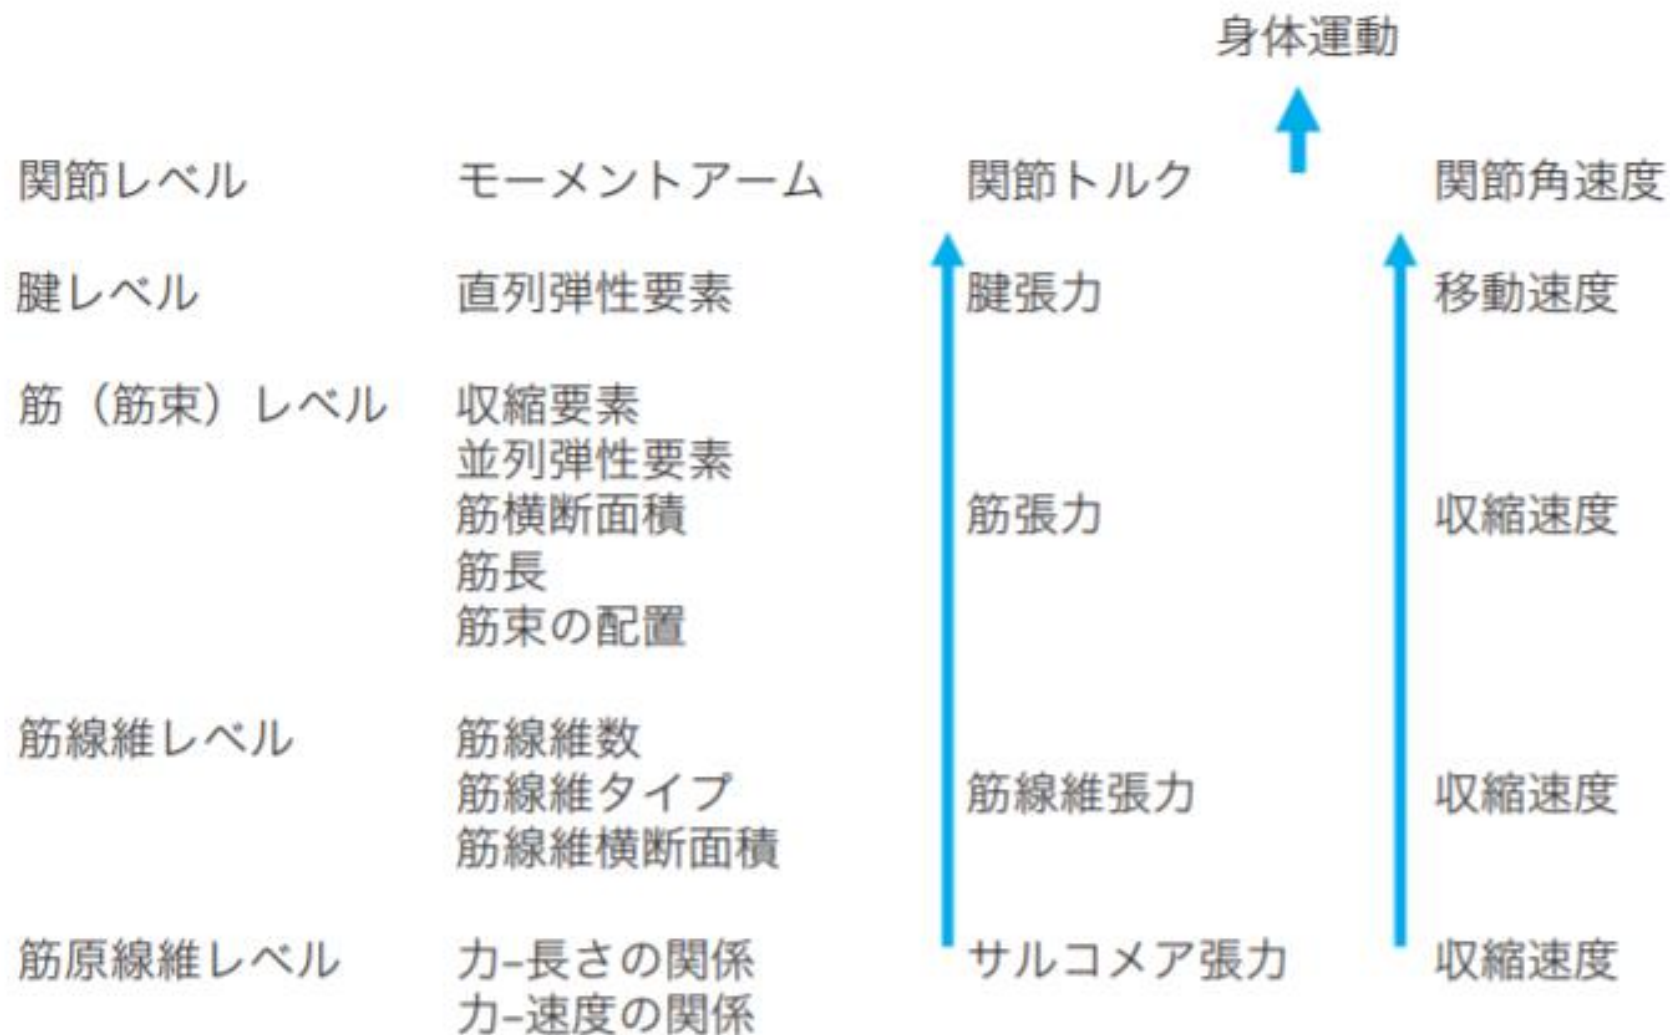 身体運動
関節レベル モーメントアーム 関節トルク 関節角速度
腱レベル 直列弾性要素 腱張力 移動速度
筋（筋束）レベル 収縮要素
並列弾性要素
筋横断面積 筋張力 収縮速度
筋長
筋束の配置
筋線維レベル 筋線維数
筋線維タイプ 筋線維張力 収縮速度
筋線維横断面積
筋原線維レベル 力–長さの関係 サルコメア張力 収縮速度
力–速度の関係